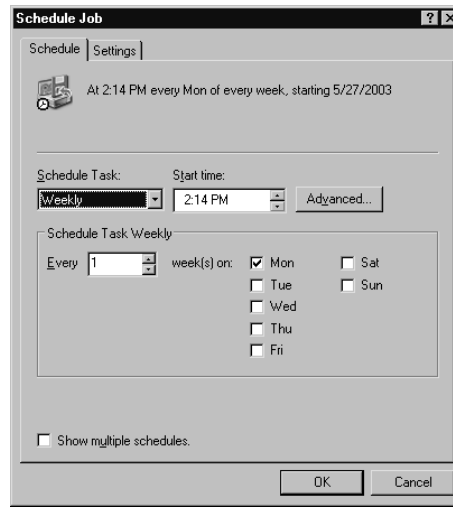 Schedule Job
Schedule Settings
At 2:14 PM every Mon of every week, starting 5/27/2003
Schedule Task: Start time:
Weekly 2:14 PM Advanced...
Schedule Task Weekly
Every 1 week(s) on: Mon Sat
Tue Sun
Wed
Thu
Fri
Show multiple schedules.
OK Cancel